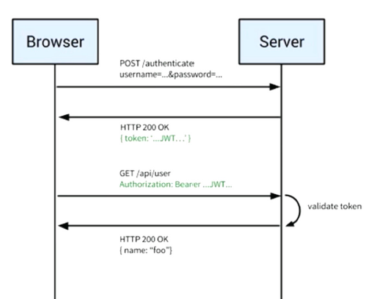 Browser
Server
POST /authenticate
username=...&password=...
HTTP 200 OK
{ token: '...JWT...' }
GET /api/user
Authorization: Bearer ...JWT...
validate token
HTTP 200 OK
{ name: "foo"}